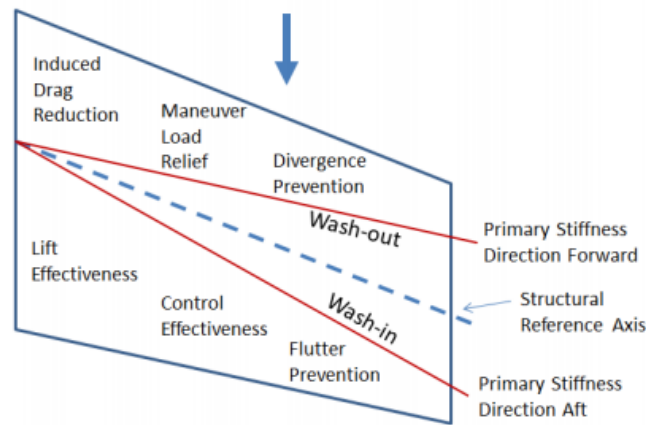 Induced
Drag
Reduction
Maneuver
Load
Relief
Divergence
Prevention
Wash-out
Primary Stiffness
Direction Forward
Lift
Effectiveness
Control
Effectiveness
Wash-in
Structural
Reference Axis
Flutter
Prevention
Primary Stiffness
Direction Aft